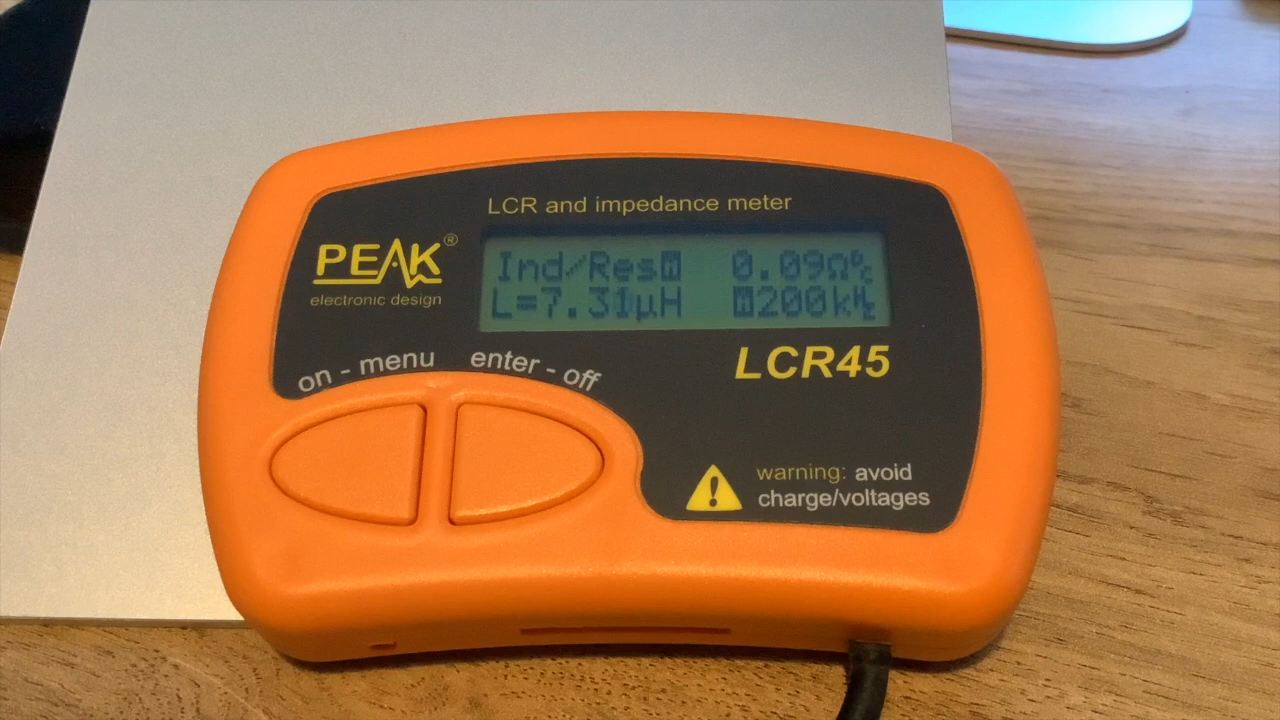 LCR and impedance meter
PEAK®
electronic design
Ind/Res 0.09Ω
L=7.31µH 200kHz
LCR45
on - menu enter - off
warning: avoid
charge/voltages